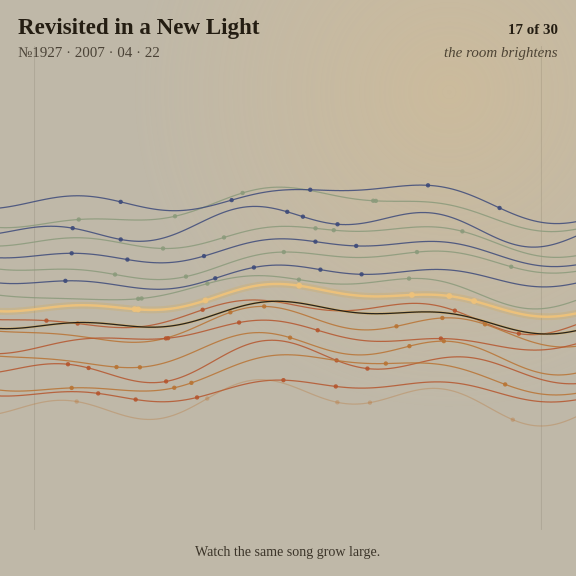 Revisited in a New Light
№1927 · 2007 · 04 · 22
17 of 30
the room brightens
Watch the same song grow large.